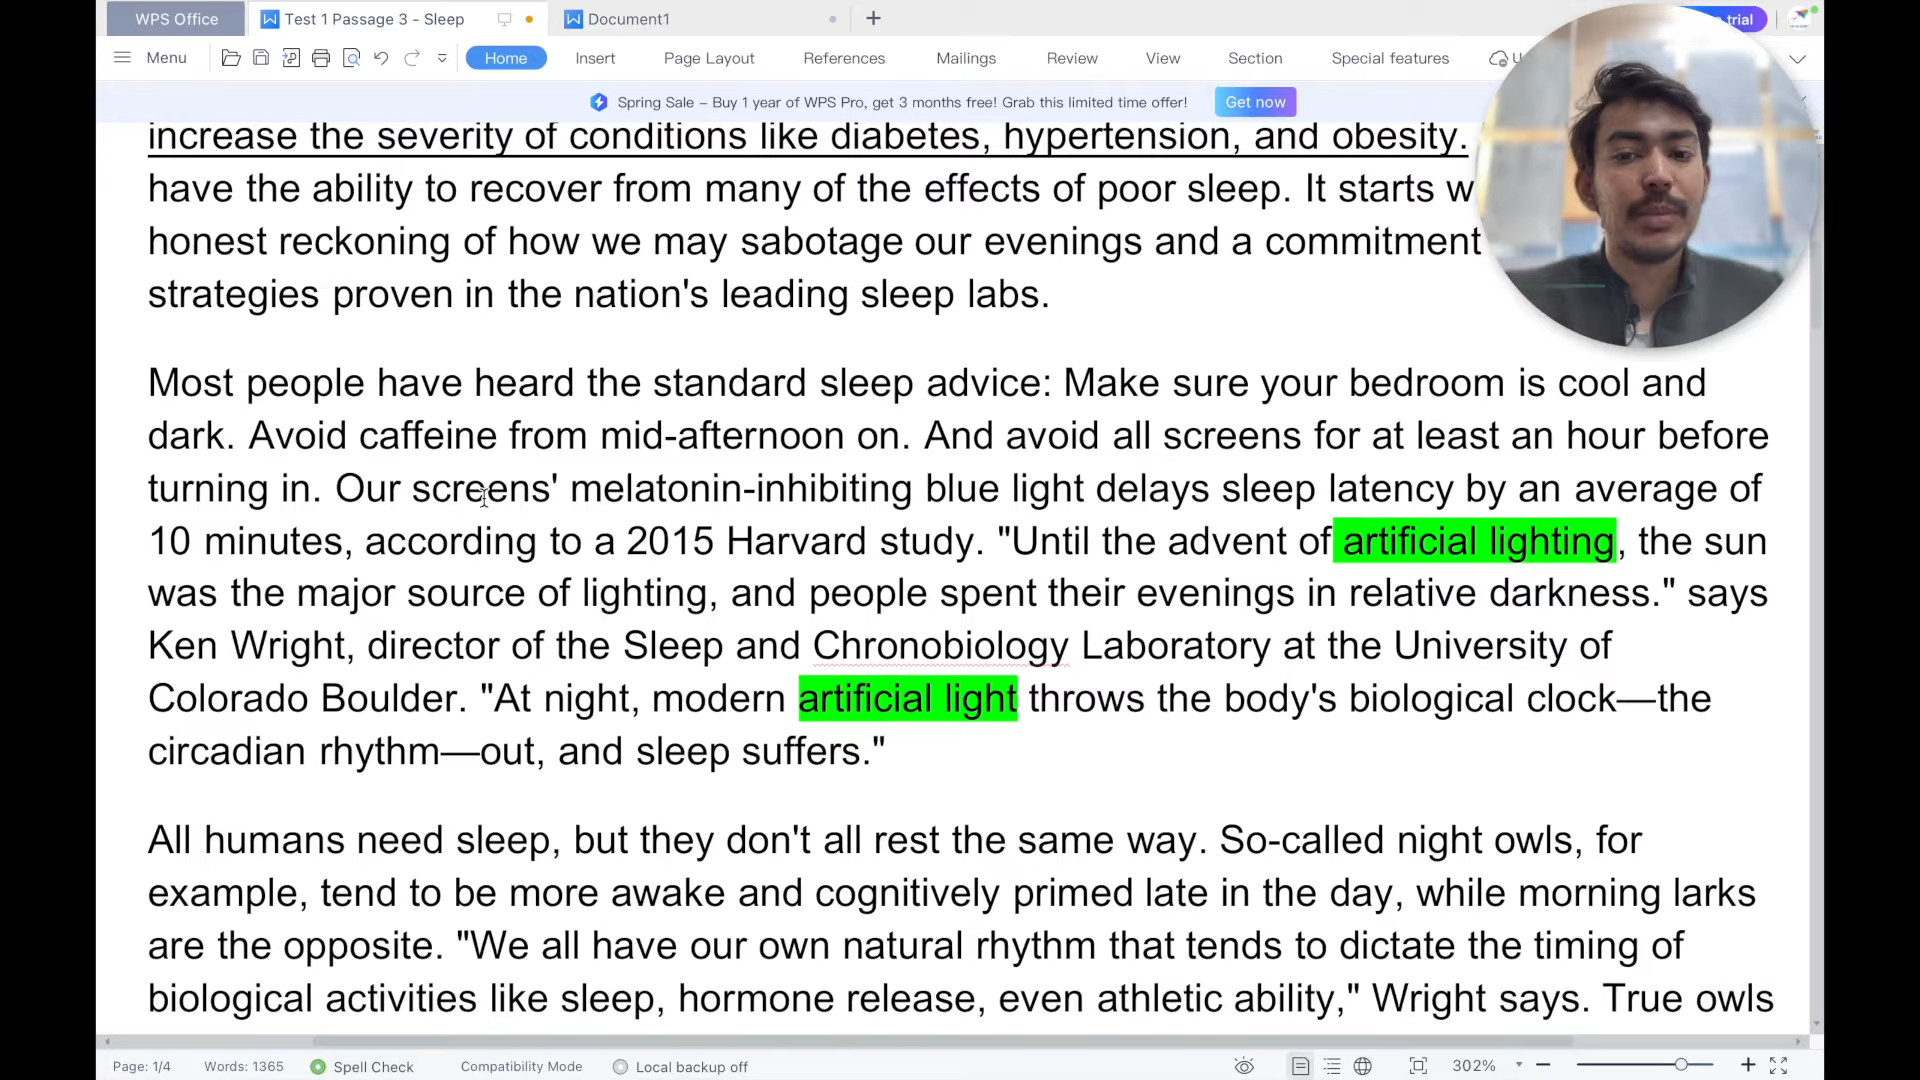 WPS Office
Test 1 Passage 3 - Sleep
Document1
trial
Menu
Home
Insert
Page Layout
References
Mailings
Review
View
Section
Special features
Spring Sale – Buy 1 year of WPS Pro, get 3 months free! Grab this limited time offer!
Get now
increase the severity of conditions like diabetes, hypertension, and obesity.
have the ability to recover from many of the effects of poor sleep. It starts w
honest reckoning of how we may sabotage our evenings and a commitment
strategies proven in the nation's leading sleep labs.
Most people have heard the standard sleep advice: Make sure your bedroom is cool and
dark. Avoid caffeine from mid-afternoon on. And avoid all screens for at least an hour before
turning in. Our screens' melatonin-inhibiting blue light delays sleep latency by an average of
10 minutes, according to a 2015 Harvard study. "Until the advent of artificial lighting, the sun
was the major source of lighting, and people spent their evenings in relative darkness." says
Ken Wright, director of the Sleep and Chronobiology Laboratory at the University of
Colorado Boulder. "At night, modern artificial light throws the body's biological clock—the
circadian rhythm—out, and sleep suffers."
All humans need sleep, but they don't all rest the same way. So-called night owls, for
example, tend to be more awake and cognitively primed late in the day, while morning larks
are the opposite. "We all have our own natural rhythm that tends to dictate the timing of
biological activities like sleep, hormone release, even athletic ability," Wright says. True owls
Page: 1/4
Words: 1365
Spell Check
Compatibility Mode
Local backup off
302%